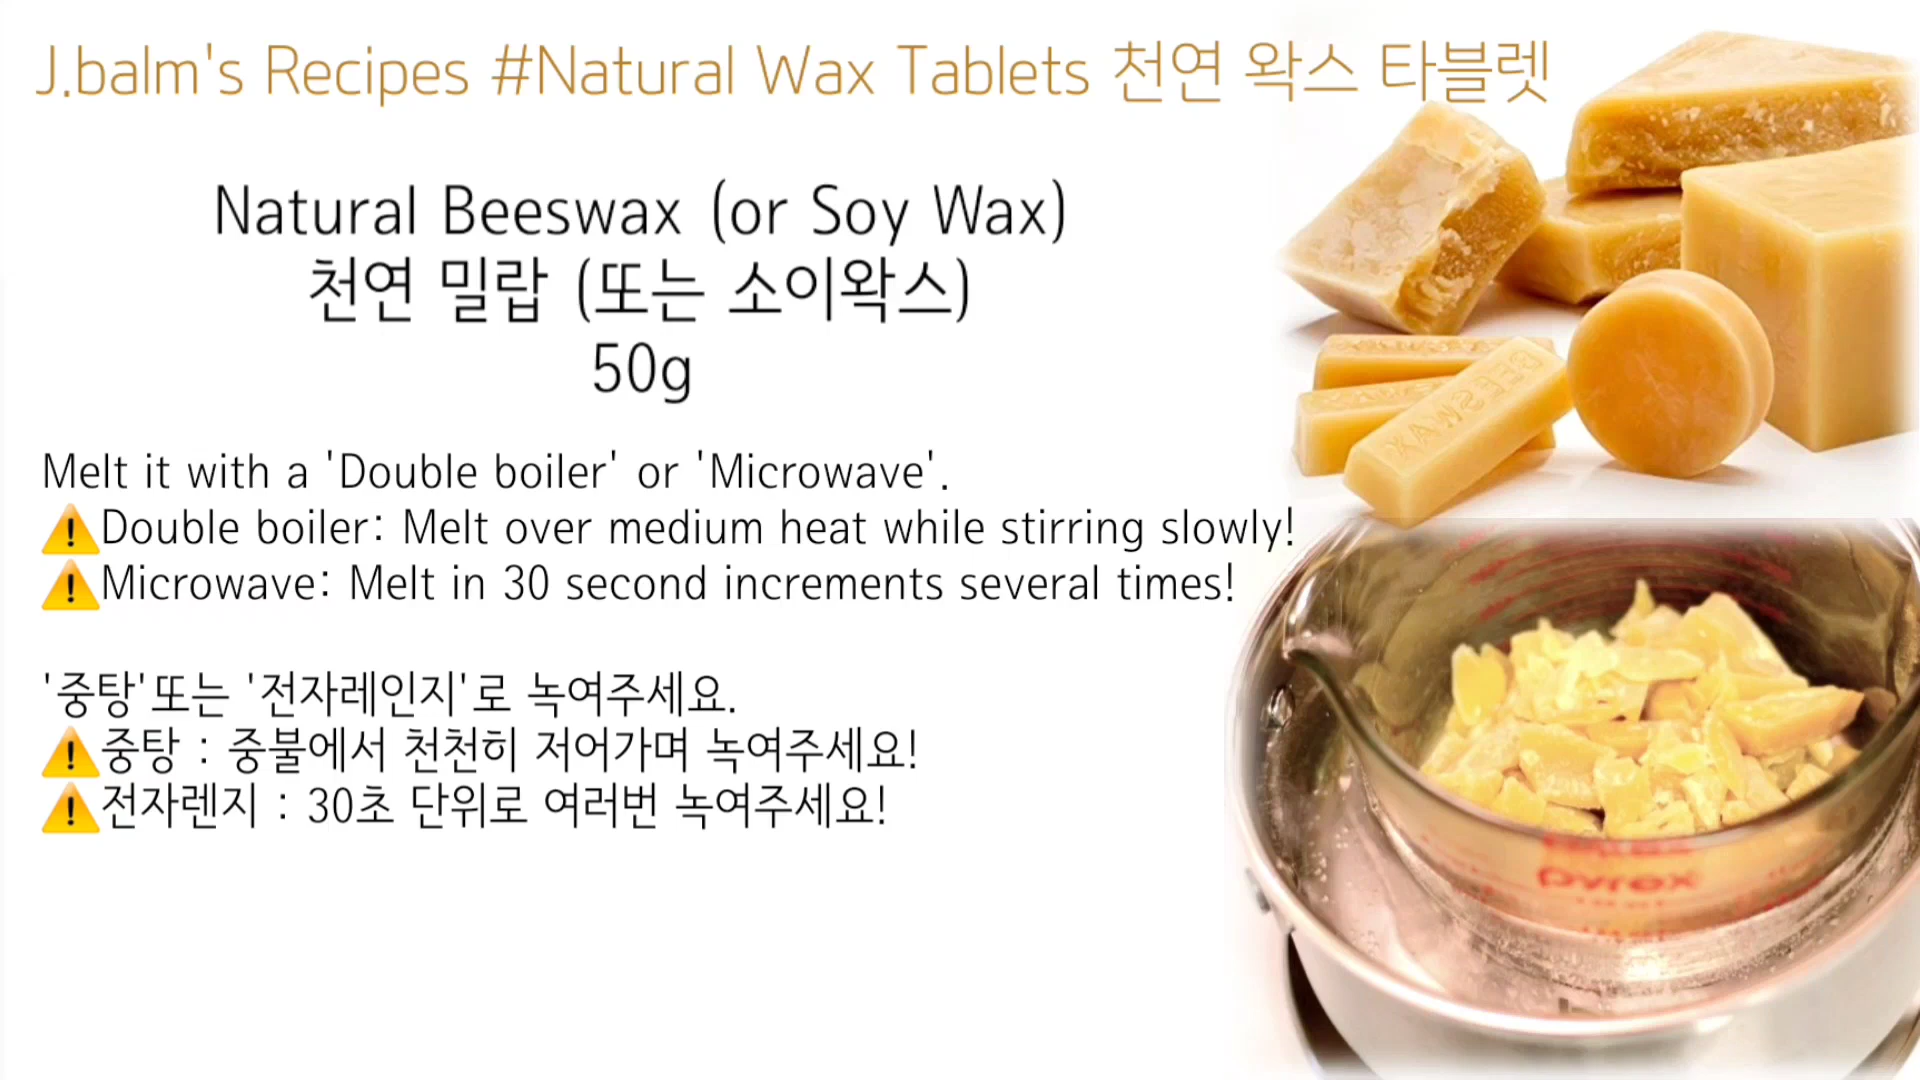 J.balm's Recipes #Natural Wax Tablets 천연 왁스 타블렛
Natural Beeswax (or Soy Wax)
천연 밀랍 (또는 소이왁스)
50g
Melt it with a 'Double boiler' or 'Microwave'.
⚠️Double boiler: Melt over medium heat while stirring slowly!
⚠️Microwave: Melt in 30 second increments several times!
'중탕'또는 '전자레인지'로 녹여주세요.
⚠️중탕 : 중불에서 천천히 저어가며 녹여주세요!
⚠️전자렌지 : 30초 단위로 여러번 녹여주세요!
BEESWAX
pyrex